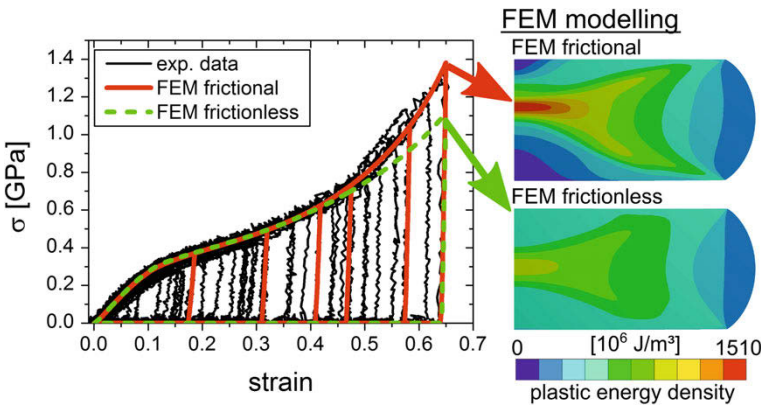 FEM modelling
FEM frictional
exp. data
FEM frictional
FEM frictionless
σ [GPa]
1.4
1.2
1.0
0.8
0.6
0.4
0.2
0.0
0.0 0.1 0.2 0.3 0.4 0.5 0.6 0.7
strain
FEM frictionless
0 [10⁶ J/m³] 1510
plastic energy density